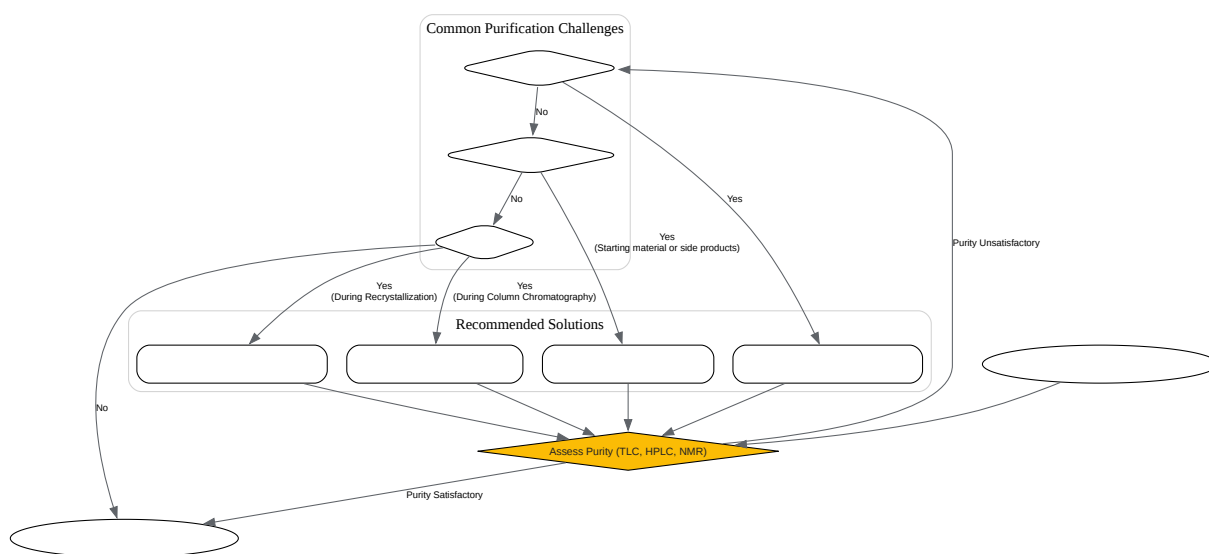 Common Purification Challenges
No
No
Yes
Yes
(Starting material or side products)
Purity Unsatisfactory
Yes
(During Recrystallization)
Yes
(During Column Chromatography)
Recommended Solutions
No
Assess Purity (TLC, HPLC, NMR)
Purity Satisfactory